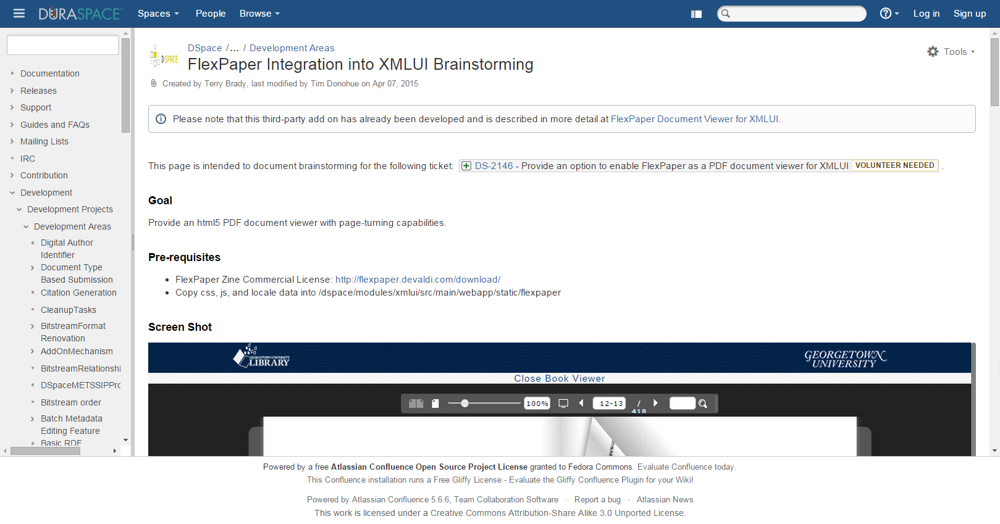 DURASPACE Spaces People Browse Log in Sign up
Documentation
Releases
Support
Guides and FAQs
Mailing Lists
IRC
Contribution
Development
Development Projects
Development Areas
Digital Author
Identifier
Document Type
Based Submission
Citation Generation
CleanupTasks
BitstreamFormat
Renovation
AddOnMechanism
BitstreamRelationshi
DSpaceMETSSIPPro
Bitstream order
Batch Metadata
Editing Feature
Basic RDF
DSPACE
DSpace /... / Development Areas
Tools
FlexPaper Integration into XMLUI Brainstorming
Created by Terry Brady, last modified by Tim Donohue on Apr 07, 2015
Please note that this third-party add on has already been developed and is described in more detail at FlexPaper Document Viewer for XMLUI.
This page is intended to document brainstorming for the following ticket: DS-2146 - Provide an option to enable FlexPaper as a PDF document viewer for XMLUI VOLUNTEER NEEDED .
Goal
Provide an html5 PDF document viewer with page-turning capabilities.
Pre-requisites
• FlexPaper Zine Commercial License: http://flexpaper.devaldi.com/download/
• Copy css, js, and locale data into /dspace/modules/xmlui/src/main/webapp/static/flexpaper
Screen Shot
GEORGETOWN UNIVERSITY
LIBRARY
GEORGETOWN
UNIVERSITY
Close Book Viewer
100% 12-13 / 418
Powered by a free Atlassian Confluence Open Source Project License granted to Fedora Commons. Evaluate Confluence today.
This Confluence installation runs a Free Gliffy License - Evaluate the Gliffy Confluence Plugin for your Wiki!
Powered by Atlassian Confluence 5.6.6, Team Collaboration Software · Report a bug · Atlassian News
This work is licensed under a Creative Commons Attribution-Share Alike 3.0 Unported License.